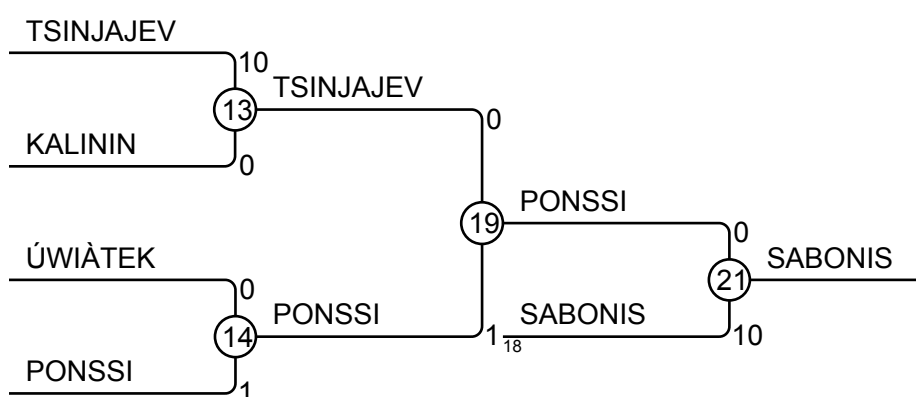 TSINJAJEV
10
TSINJAJEV
13
0
KALININ
0
PONSSI
19
0
ÚWIÀTEK
SABONIS
21
0
PONSSI
SABONIS
14
1
18
10
PONSSI
1